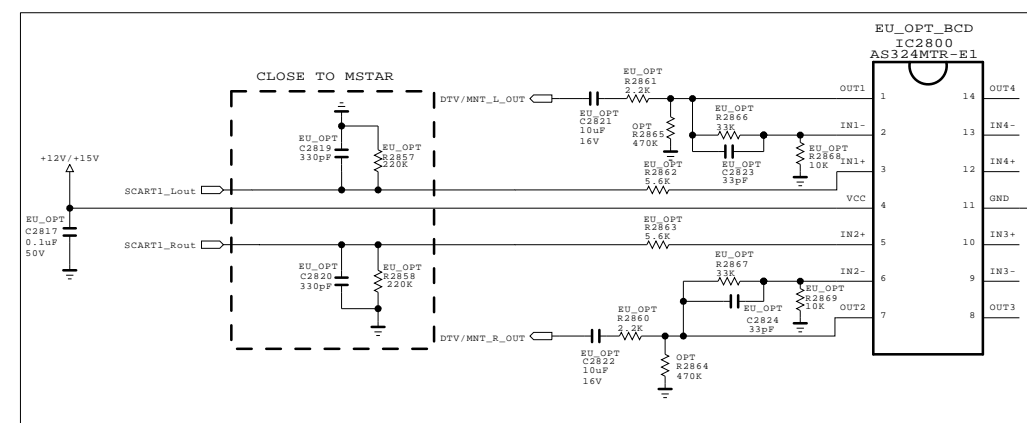 EU_OPT_BCD
IC2800
AS324MTR-E1
CLOSE TO MSTAR
DTV/MNT_L_OUT
EU_OPT
C2821
10uF
16V
EU_OPT
R2861
2.2K
OPT
R2865
470K
EU_OPT
R2866
33K
EU_OPT
C2823
33pF
EU_OPT
R2868
10K
EU_OPT
R2862
5.6K
EU_OPT
C2819
330pF
EU_OPT
R2857
220K
+12V/+15V
SCART1_Lout
EU_OPT
C2817
0.1uF
50V
SCART1_Rout
EU_OPT
R2863
5.6K
EU_OPT
C2820
330pF
EU_OPT
R2858
220K
EU_OPT
R2867
33K
EU_OPT
C2824
33pF
EU_OPT
R2869
10K
DTV/MNT_R_OUT
EU_OPT
R2860
2.2K
EU_OPT
C2822
10uF
16V
OPT
R2864
470K
OUT1
1
14
OUT4
IN1-
2
13
IN4-
IN1+
3
12
IN4+
VCC
4
11
GND
IN2+
5
10
IN3+
IN2-
6
9
IN3-
OUT2
7
8
OUT3